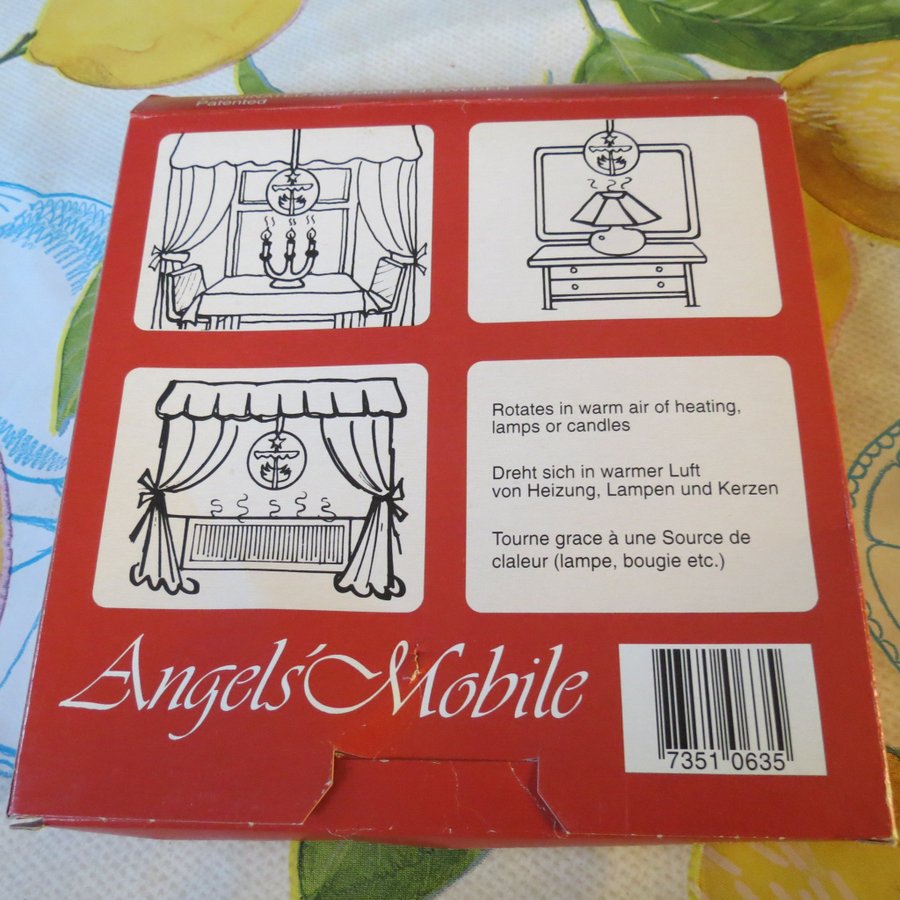 Patented
Rotates in warm air of heating,
lamps or candles
Dreht sich in warmer Luft
von Heizung, Lampen und Kerzen
Tourne grace à une Source de
claleur (lampe, bougie etc.)
Angels' Mobile
7351 0635